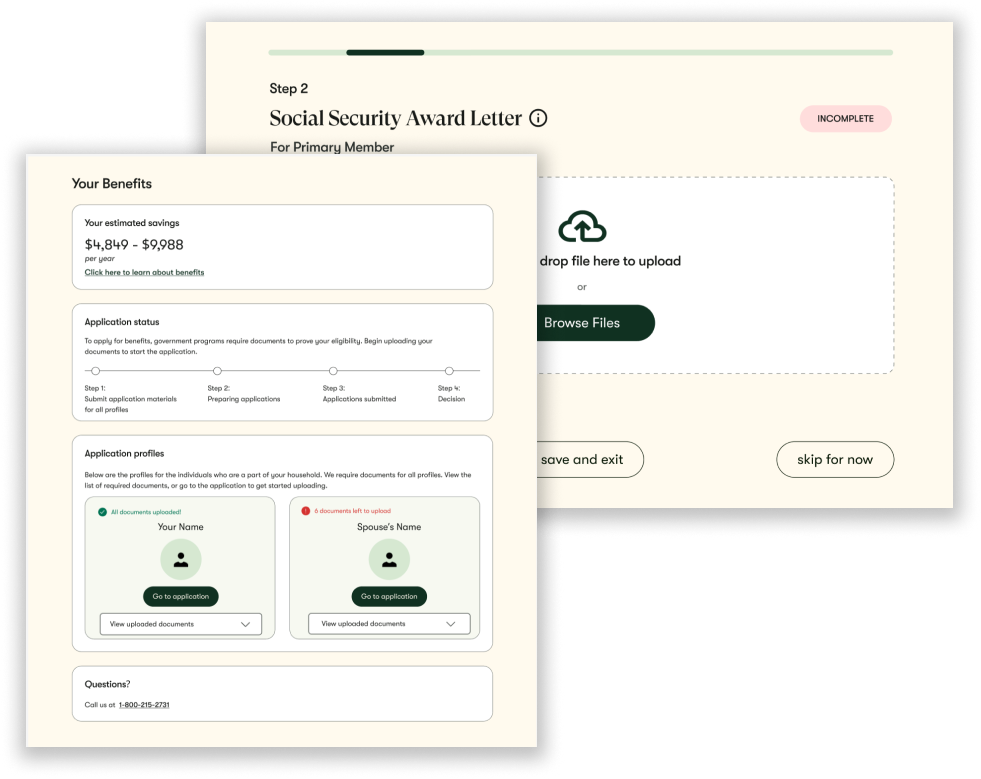 Step 2
Social Security Award Letter
INCOMPLETE
For Primary Member
drop file here to upload
or
Browse Files
save and exit
skip for now
Your Benefits
Your estimated savings
$4,849 - $9,988
per year
Click here to learn about benefits
Application status
To apply for benefits, government programs require documents to prove your eligibility. Begin uploading your
documents to start the application.
Step 1:
Submit application materials
for all profiles
Step 2:
Preparing applications
Step 3:
Applications submitted
Step 4:
Decision
Application profiles
Below are the profiles for the individuals who are a part of your household. We require documents for all profiles. View the
list of required documents, or go to the application to get started uploading.
All documents uploaded!
Your Name
Go to application
View uploaded documents
6 documents left to upload
Spouse's Name
Go to application
View uploaded documents
Questions?
Call us at 1-800-215-2731